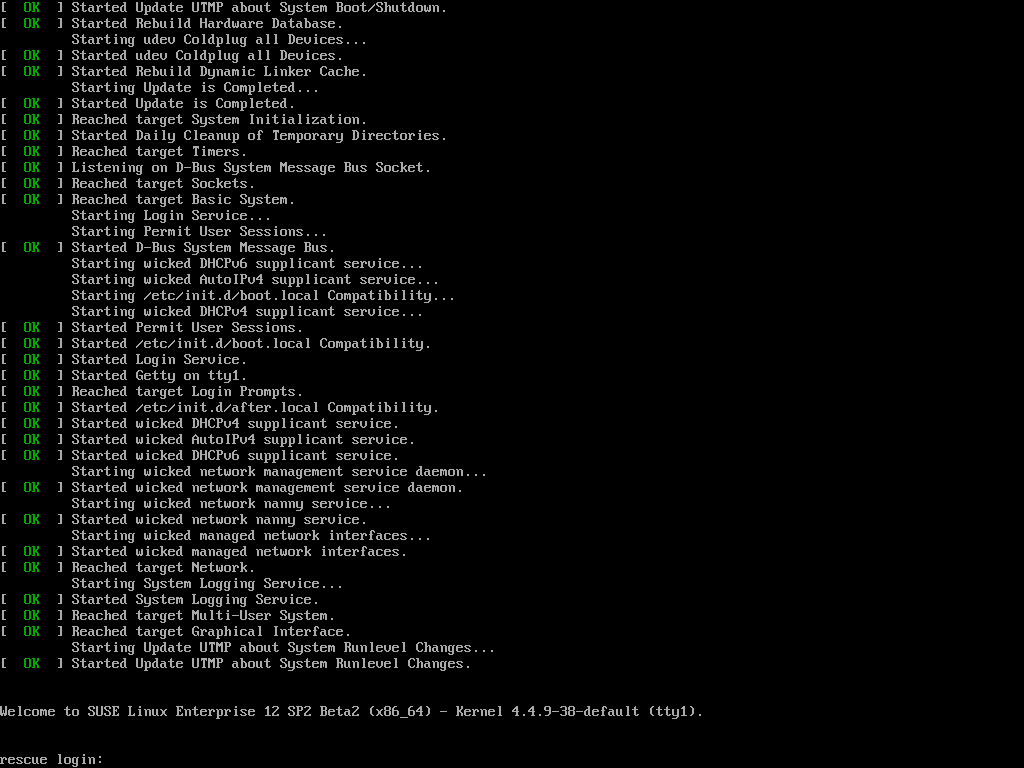 [  OK  ] Started Update UTMP about System Boot/Shutdown.
[  OK  ] Started Rebuild Hardware Database.
         Starting udev Coldplug all Devices...
[  OK  ] Started udev Coldplug all Devices.
[  OK  ] Started Rebuild Dynamic Linker Cache.
         Starting Update is Completed...
[  OK  ] Started Update is Completed.
[  OK  ] Reached target System Initialization.
[  OK  ] Started Daily Cleanup of Temporary Directories.
[  OK  ] Reached target Timers.
[  OK  ] Listening on D-Bus System Message Bus Socket.
[  OK  ] Reached target Sockets.
[  OK  ] Reached target Basic System.
         Starting Login Service...
         Starting Permit User Sessions...
[  OK  ] Started D-Bus System Message Bus.
         Starting wicked DHCPv6 supplicant service...
         Starting wicked AutoIPv4 supplicant service...
         Starting /etc/init.d/boot.local Compatibility...
         Starting wicked DHCPv4 supplicant service...
[  OK  ] Started Permit User Sessions.
[  OK  ] Started /etc/init.d/boot.local Compatibility.
[  OK  ] Started Login Service.
[  OK  ] Started Getty on tty1.
[  OK  ] Reached target Login Prompts.
[  OK  ] Started /etc/init.d/after.local Compatibility.
[  OK  ] Started wicked DHCPv4 supplicant service.
[  OK  ] Started wicked AutoIPv4 supplicant service.
[  OK  ] Started wicked DHCPv6 supplicant service.
         Starting wicked network management service daemon...
[  OK  ] Started wicked network management service daemon.
         Starting wicked network nanny service...
[  OK  ] Started wicked network nanny service.
         Starting wicked managed network interfaces...
[  OK  ] Started wicked managed network interfaces.
[  OK  ] Reached target Network.
         Starting System Logging Service...
[  OK  ] Started System Logging Service.
[  OK  ] Reached target Multi-User System.
[  OK  ] Reached target Graphical Interface.
         Starting Update UTMP about System Runlevel Changes...
[  OK  ] Started Update UTMP about System Runlevel Changes.
Welcome to SUSE Linux Enterprise 12 SP2 Beta2 (x86_64) - Kernel 4.4.9-38-default (tty1).
rescue login: